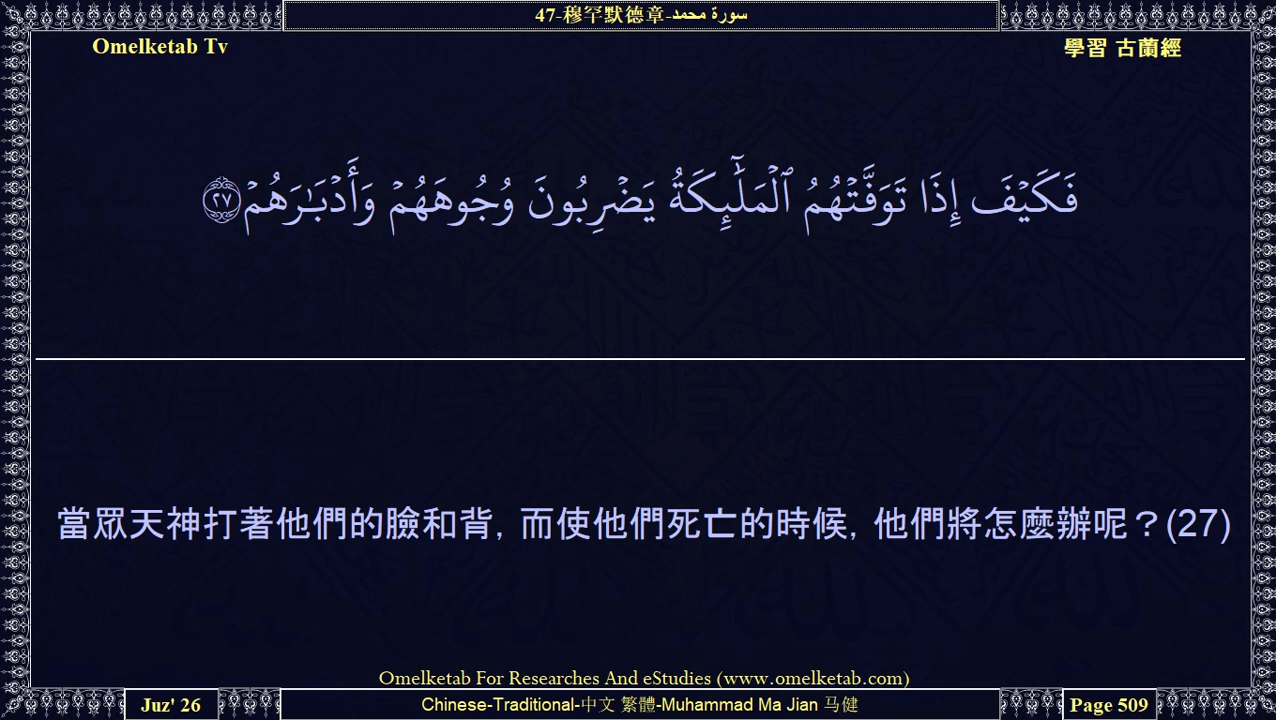 47-穆罕默德章-سورة محمد
Omelketab Tv
學習 古蘭經
فَكَيۡفَ إِذَا تَوَفَّتۡهُمُ ٱلۡمَلَٰٓئِكَةُ يَضۡرِبُونَ وُجُوهَهُمۡ وَأَدۡبَٰرَهُمۡ ٢٧
當眾天神打著他們的臉和背, 而使他們死亡的時候, 他們將怎麼辦呢？(27)
Omelketab For Researches And eStudies (www.omelketab.com)
Juz' 26
Chinese-Traditional-中文 繁體-Muhammad Ma Jian 马健
Page 509